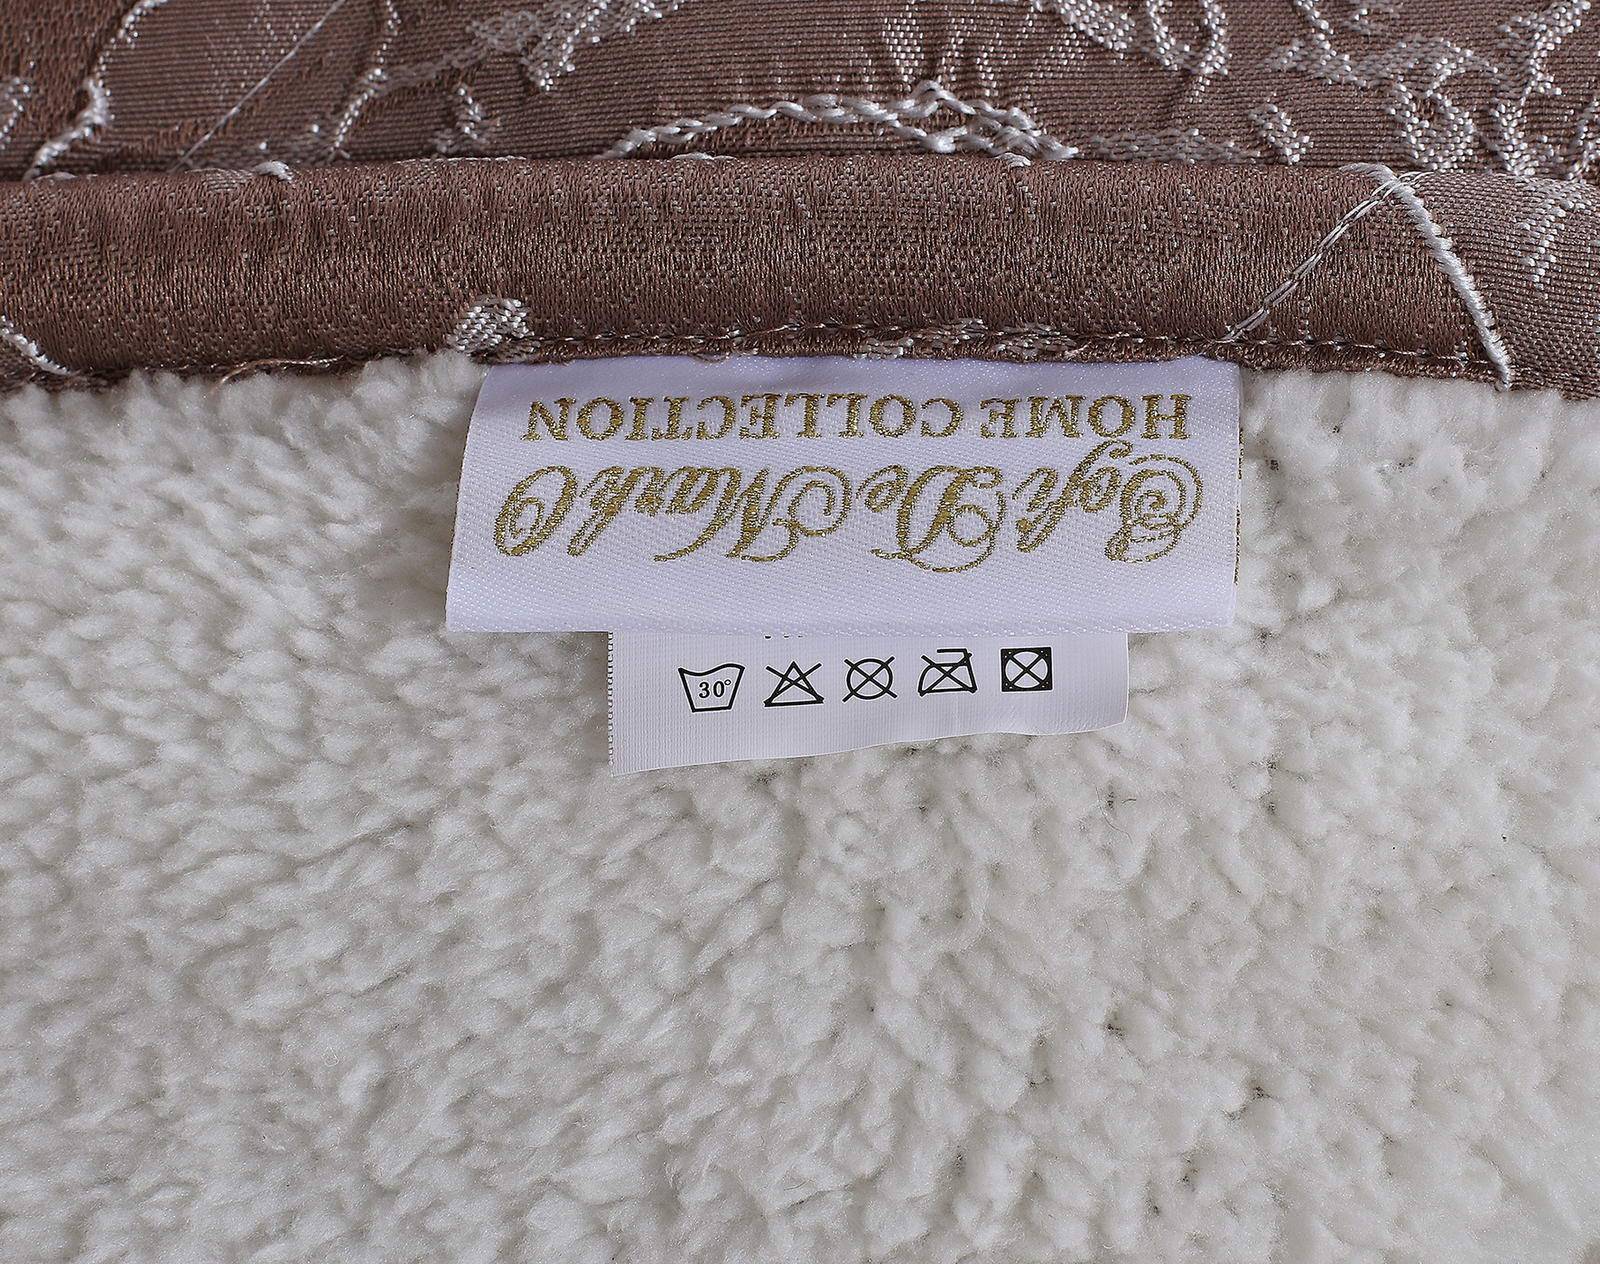 Sofi De MarkO
HOME COLLECTION
30°